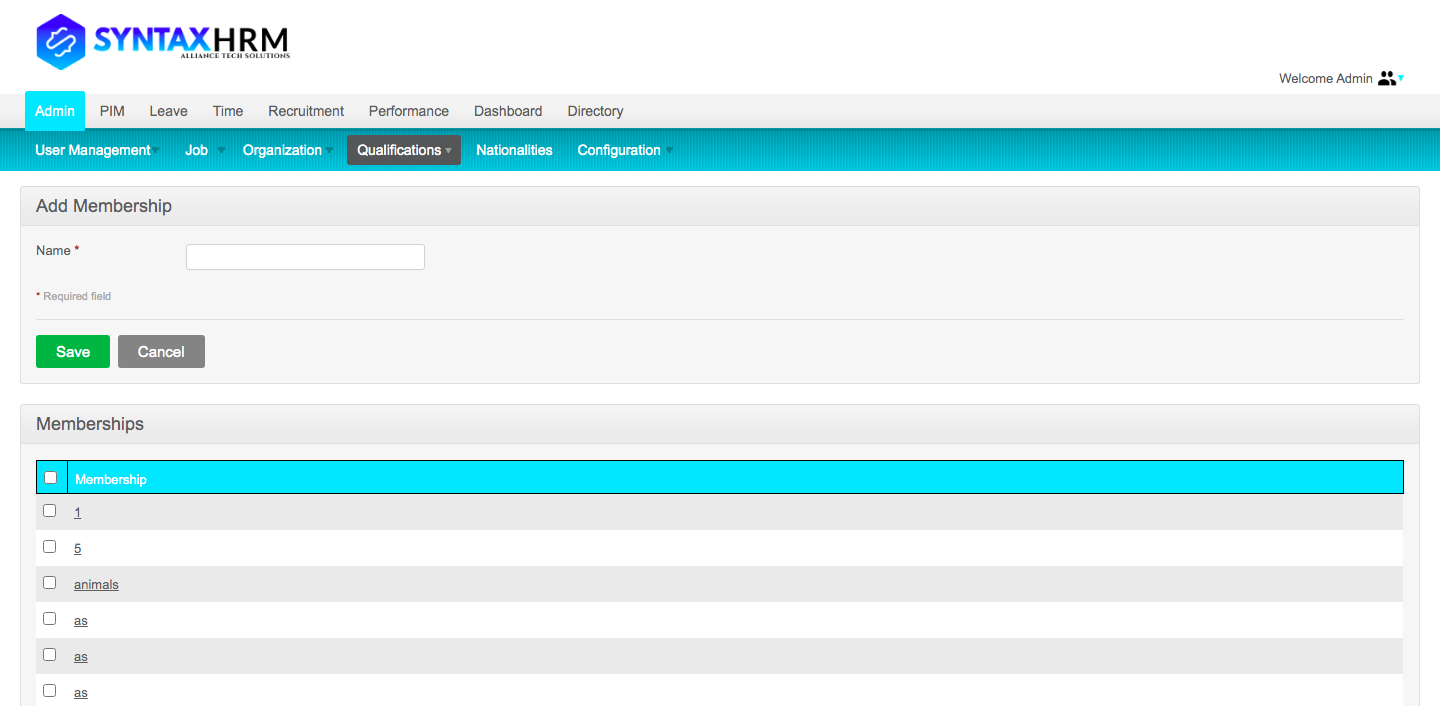 SYNTAXHRM
ALLIANCE TECH SOLUTIONS
Welcome Admin
Admin PIM Leave Time Recruitment Performance Dashboard Directory
User Management Job Organization Qualifications Nationalities Configuration
Add Membership
Name *
* Required field
Save Cancel
Memberships
Membership
1
5
animals
as
as
as